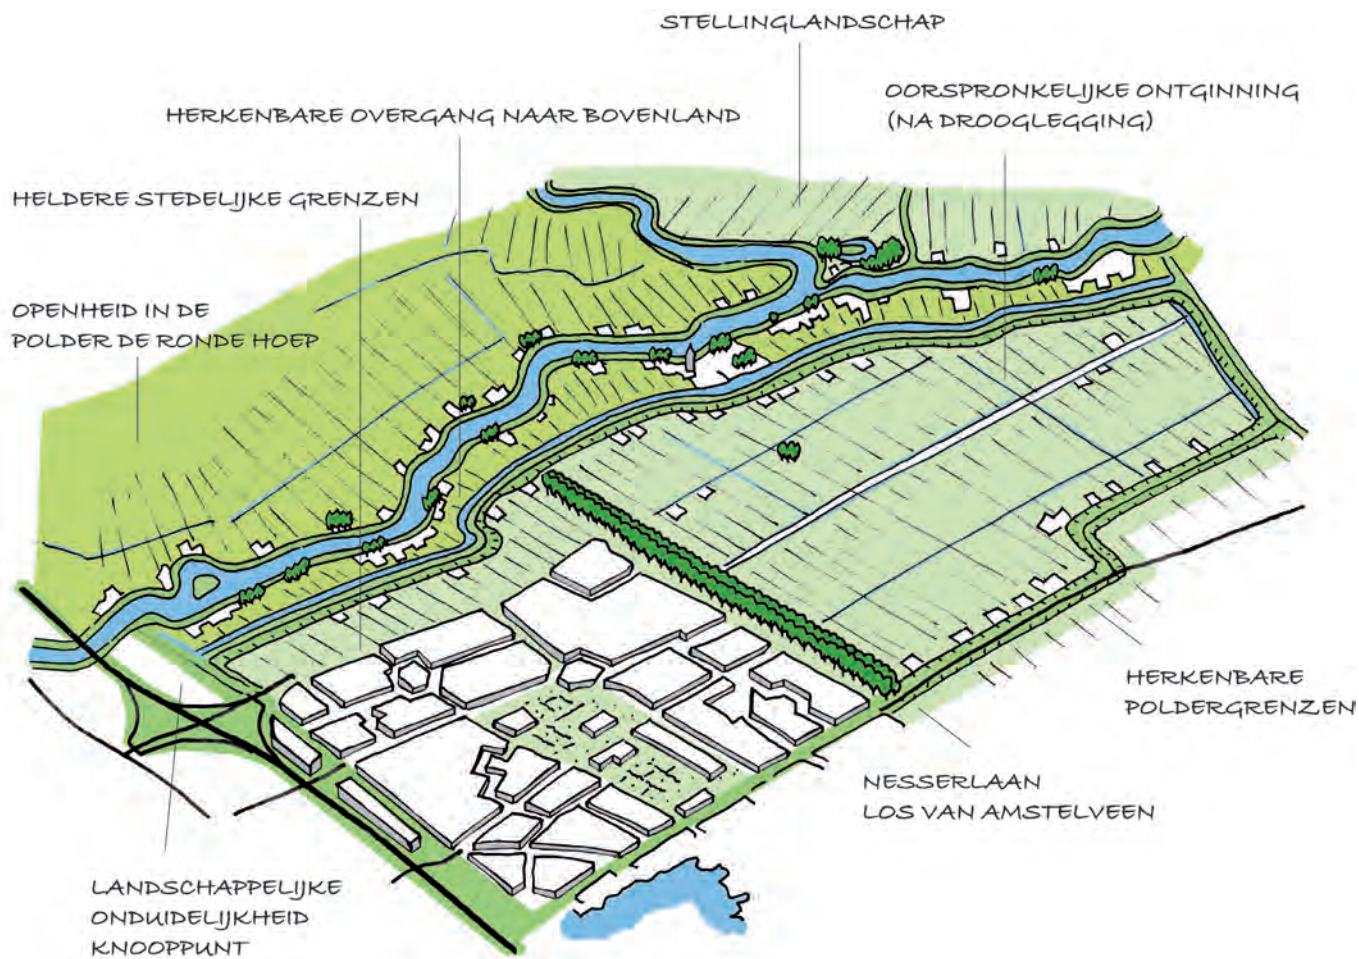 STELLINGLANDSCHAP
OORSPRONKELIJKE ONTGINNING
(NA DROOGLEGGING)
HERKENBARE OVERGANG NAAR BOVENLAND
HELDERE STEDELIJKE GRENZEN
OPENHEID IN DE
POLDER DE RONDE HOEP
HERKENBARE
POLDERGRENZEN
NESSERLAAN
LOS VAN AMSTELVEEN
LANDSCHAPPELIJKE
ONDUIDELIJKHEID
KNOOPPUNT